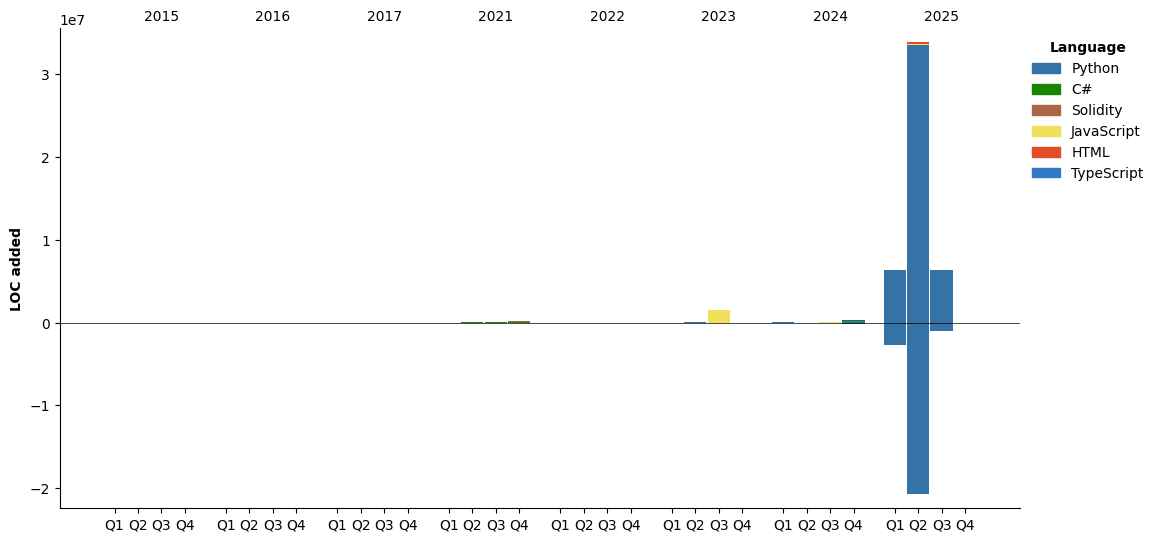 1e7 2015 2016 2017 2021 2022 2023 2024 2025
Language
Python
C#
Solidity
JavaScript
HTML
TypeScript
LOC added
3
2
1
0
−1
−2
Q1 Q2 Q3 Q4 Q1 Q2 Q3 Q4 Q1 Q2 Q3 Q4 Q1 Q2 Q3 Q4 Q1 Q2 Q3 Q4 Q1 Q2 Q3 Q4 Q1 Q2 Q3 Q4 Q1 Q2 Q3 Q4